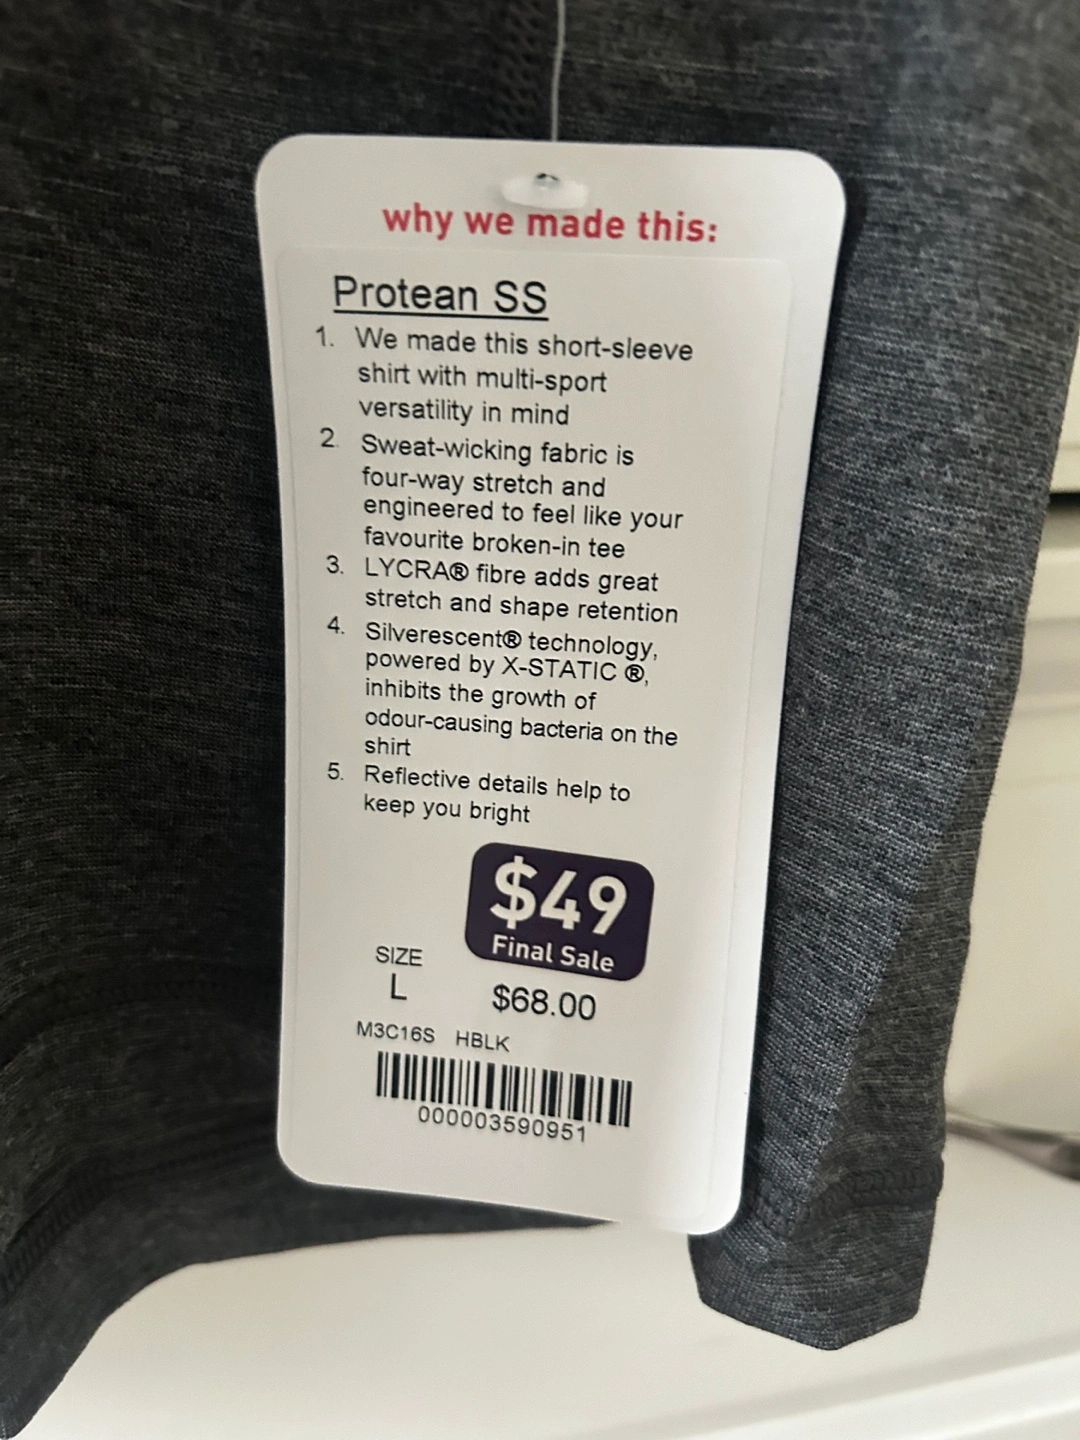 why we made this:
Protean SS
1. We made this short-sleeve
shirt with multi-sport
versatility in mind
2. Sweat-wicking fabric is
four-way stretch and
engineered to feel like your
favourite broken-in tee
3. LYCRA® fibre adds great
stretch and shape retention
4. Silverescent® technology,
powered by X-STATIC ®,
inhibits the growth of
odour-causing bacteria on the
shirt
5. Reflective details help to
keep you bright
$49
Final Sale
SIZE
L
$68.00
M3C16S HBLK
000003590951